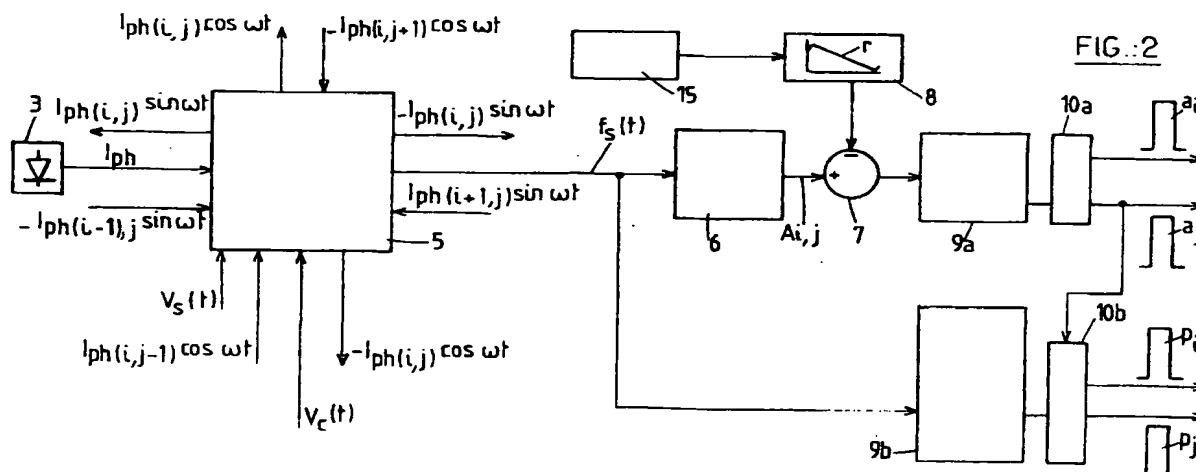 Iph(i,j) cos ωt
-Iph(i,j+1) cos ωt
FIG.:2
15
r
8
10a
ai
3
Iph(i,j) sin ωt
-Iph(i,j) sin ωt
fs(t)
Iph
Iph(i+1,j) sin ωt
-Iph(i-1),j sin ωt
5
6
Ai,j
7
9a
a
Vs(t)
10b
Iph(i,j-1) cos ωt
-Iph(i,j) cos ωt
pi
Vc(t)
9b
pj